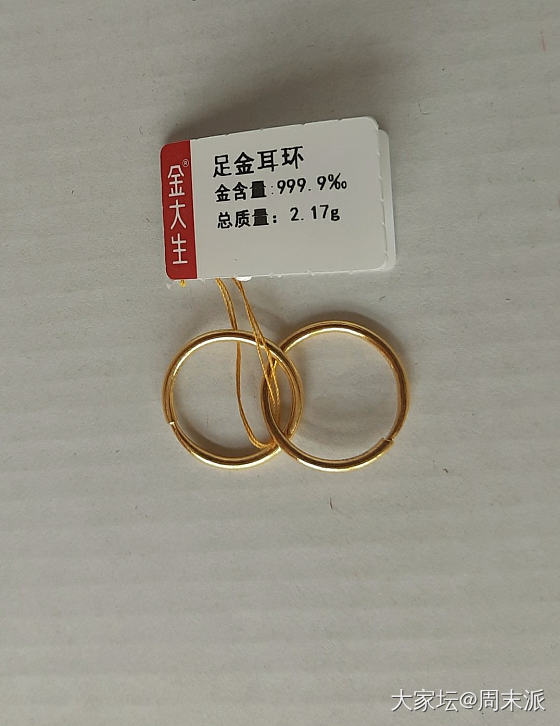 金大生®
足金耳环
金含量:999.9‰
总质量：2.17g
大家坛@周末派